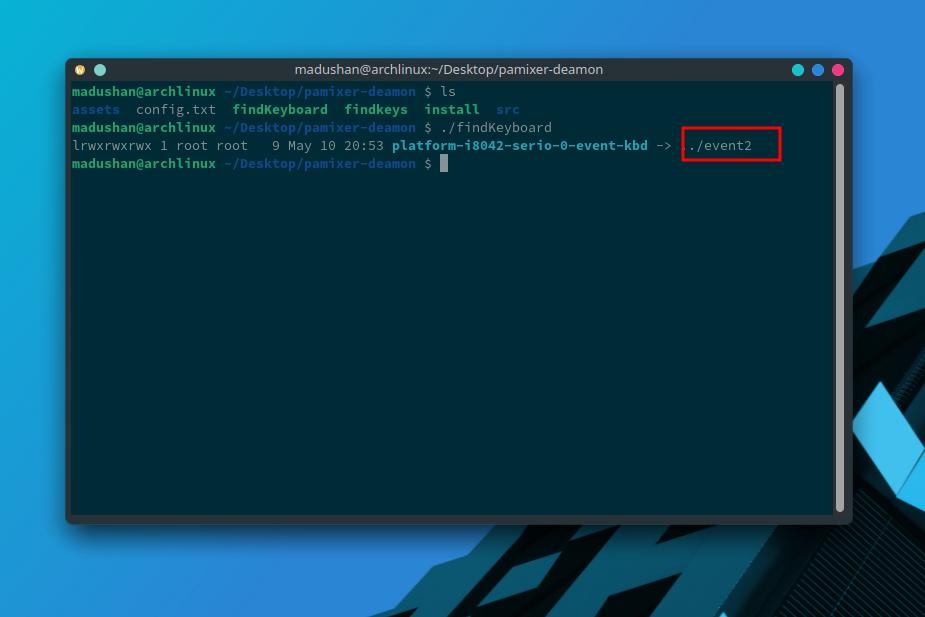 madushan@archlinux:~/Desktop/pamixer-deamon
madushan@archlinux ~/Desktop/pamixer-deamon $ ls
assets config.txt findKeyboard findkeys install src
madushan@archlinux ~/Desktop/pamixer-deamon $ ./findKeyboard
lrwxrwxrwx 1 root root 9 May 10 20:53 platform-i8042-serio-0-event-kbd -> ../event2
madushan@archlinux ~/Desktop/pamixer-deamon $